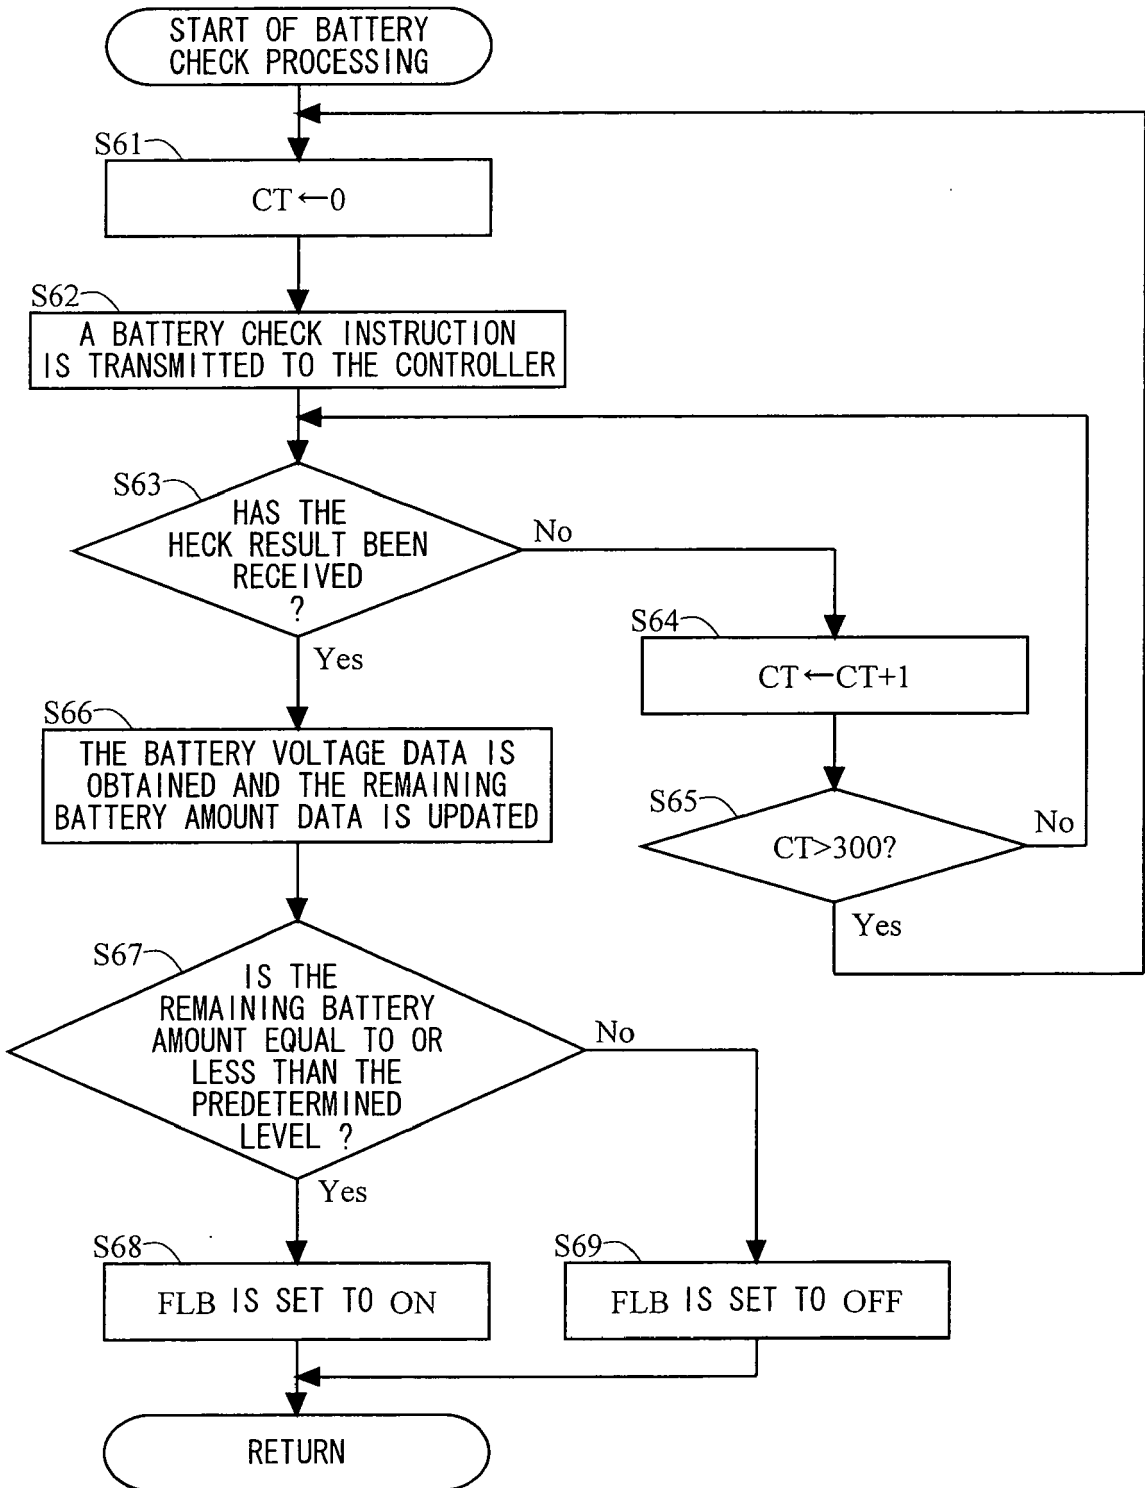 START OF BATTERY
CHECK PROCESSING
S61
CT←0
S62
A BATTERY CHECK INSTRUCTION
IS TRANSMITTED TO THE CONTROLLER
S63
HAS THE
HECK RESULT BEEN
RECEIVED
?
No
Yes
S64
CT←CT+1
S65
CT>300?
No
Yes
S66
THE BATTERY VOLTAGE DATA IS
OBTAINED AND THE REMAINING
BATTERY AMOUNT DATA IS UPDATED
S67
IS THE
REMAINING BATTERY
AMOUNT EQUAL TO OR
LESS THAN THE
PREDETERMINED
LEVEL ?
No
Yes
S68
FLB IS SET TO ON
S69
FLB IS SET TO OFF
RETURN